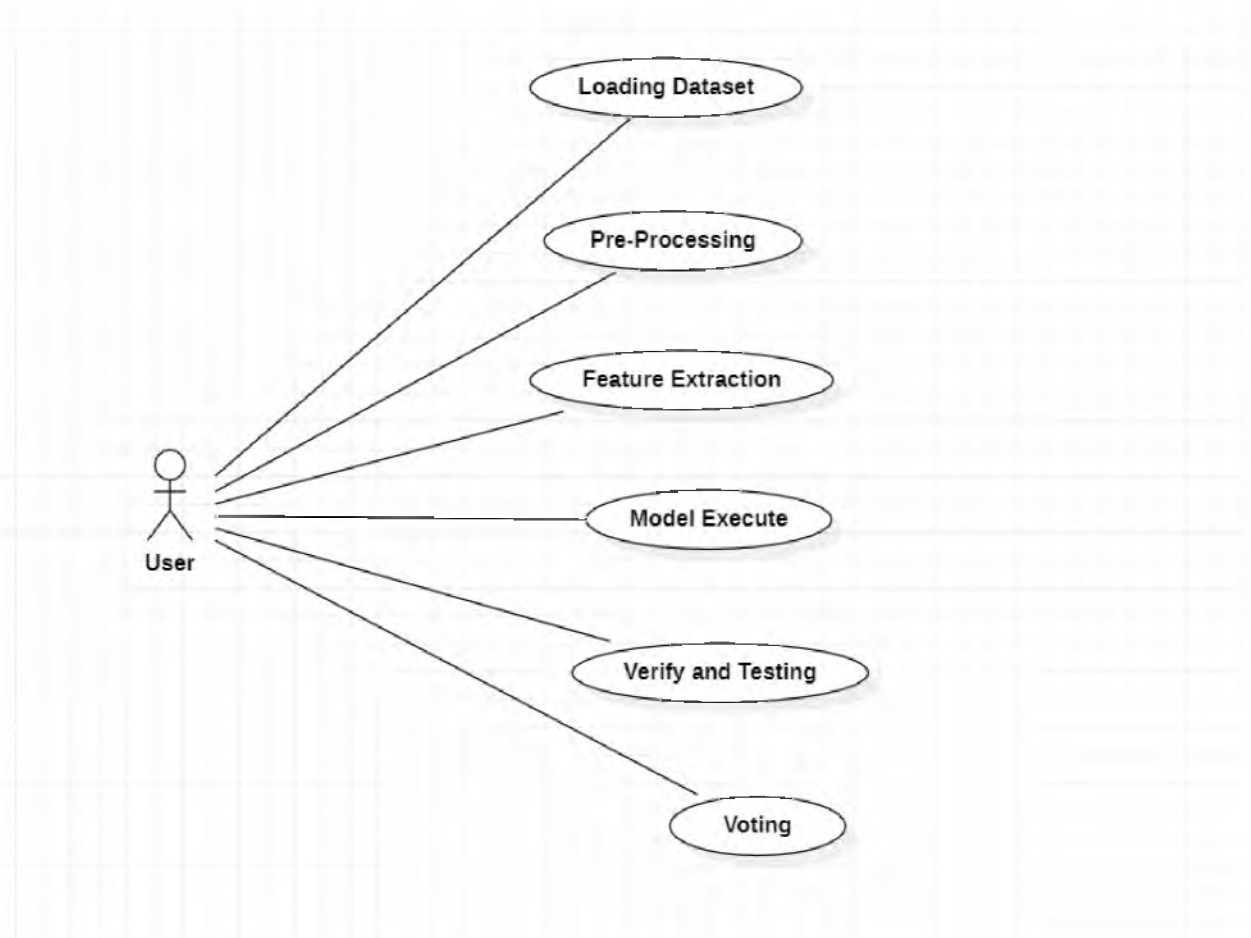 Loading Dataset
Pre-Processing
Feature Extraction
Model Execute
User
Verify and Testing
Voting